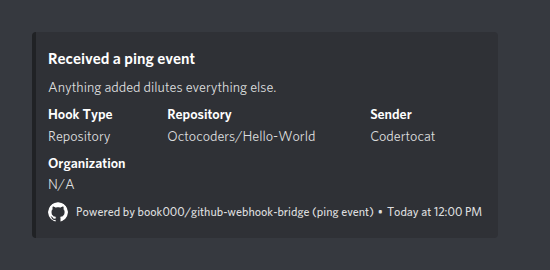 Received a ping event
Anything added dilutes everything else.
Hook Type Repository Sender
Repository Octocoders/Hello-World Codertocat
Organization
N/A
Powered by book000/github-webhook-bridge (ping event) • Today at 12:00 PM